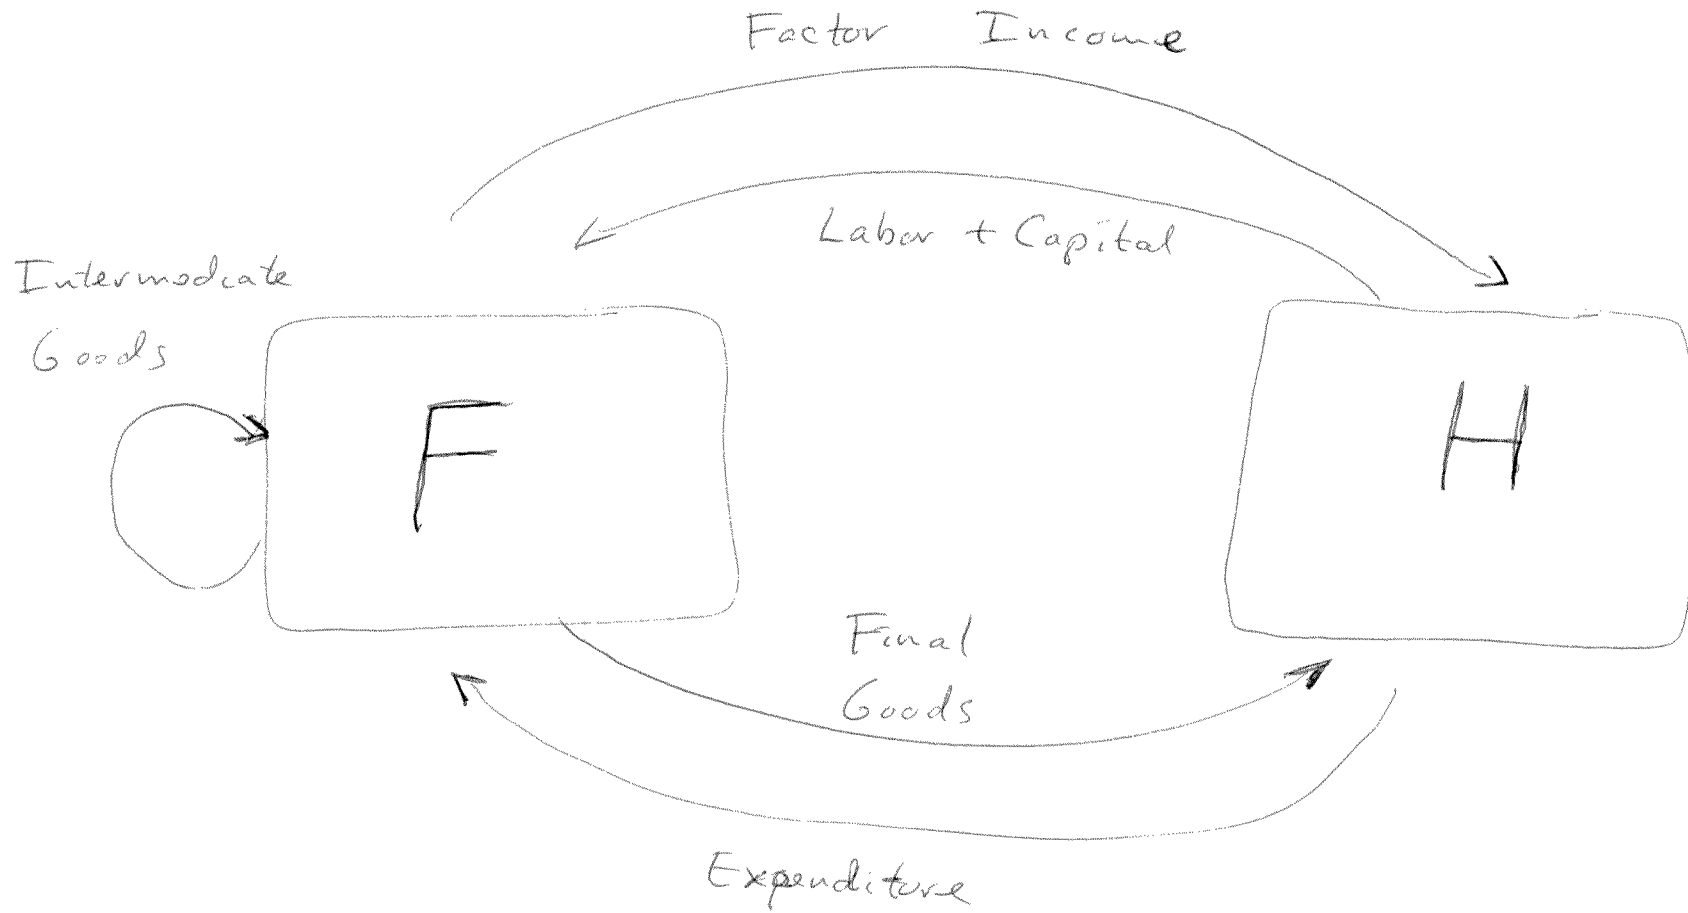 Factor Income
Labor + Capital
Intermediate
Goods
F
H
Final
Goods
Expenditure